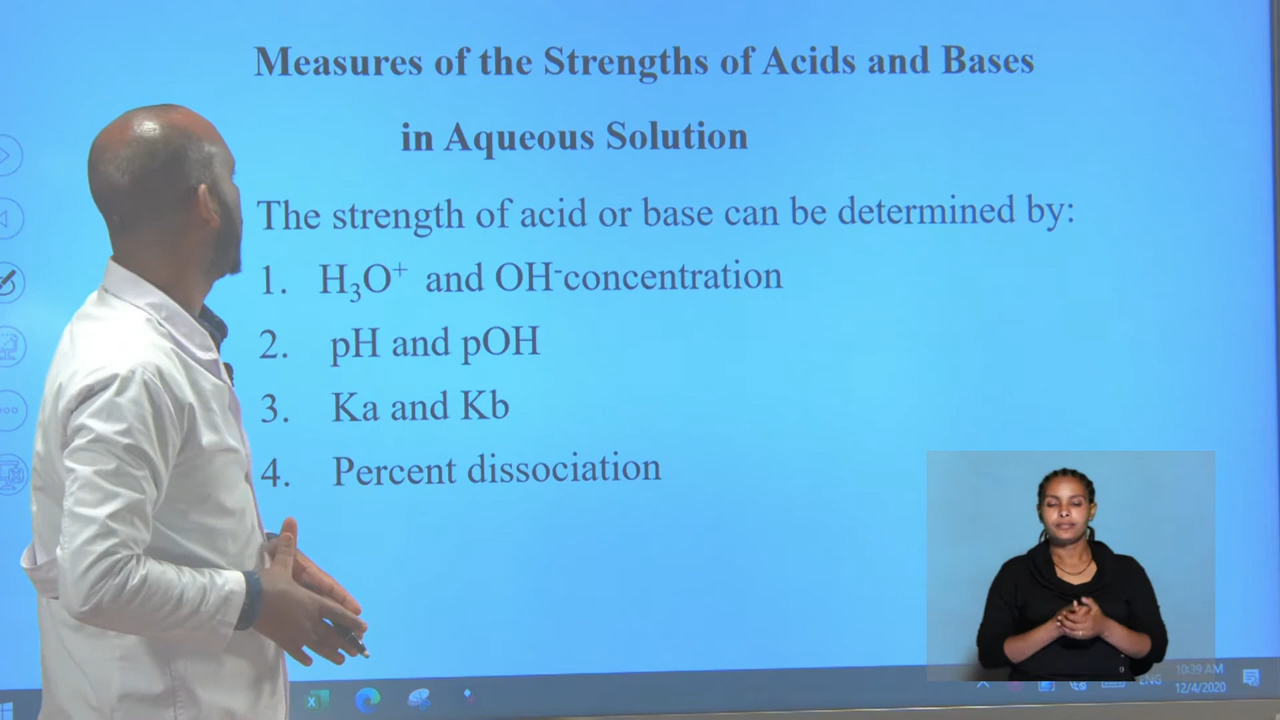 Measures of the Strengths of Acids and Bases
in Aqueous Solution
The strength of acid or base can be determined by:
1. H₃O⁺ and OH⁻concentration
2. pH and pOH
3. Ka and Kb
4. Percent dissociation
10:39 AM
ENG
12/4/2020